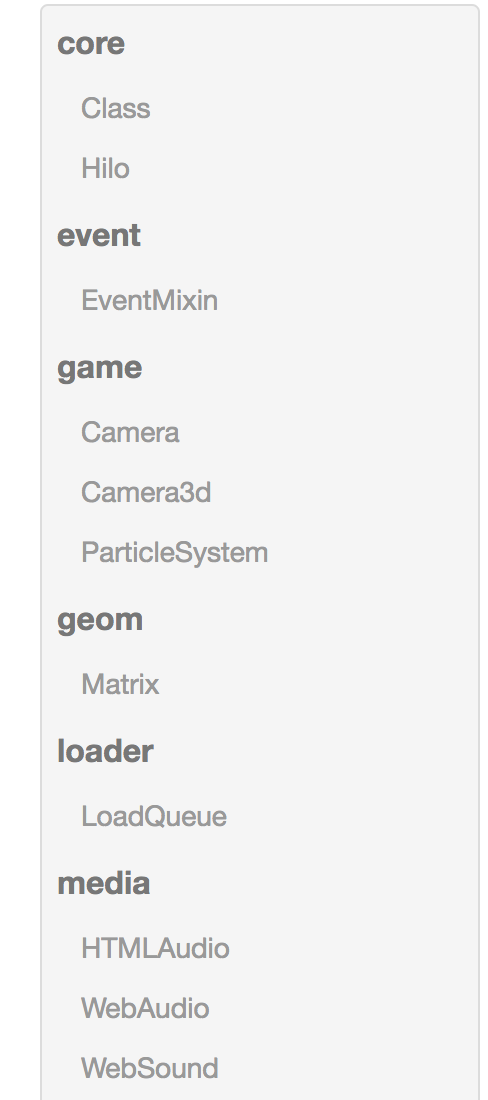 core
Class
Hilo
event
EventMixin
game
Camera
Camera3d
ParticleSystem
geom
Matrix
loader
LoadQueue
media
HTMLAudio
WebAudio
WebSound